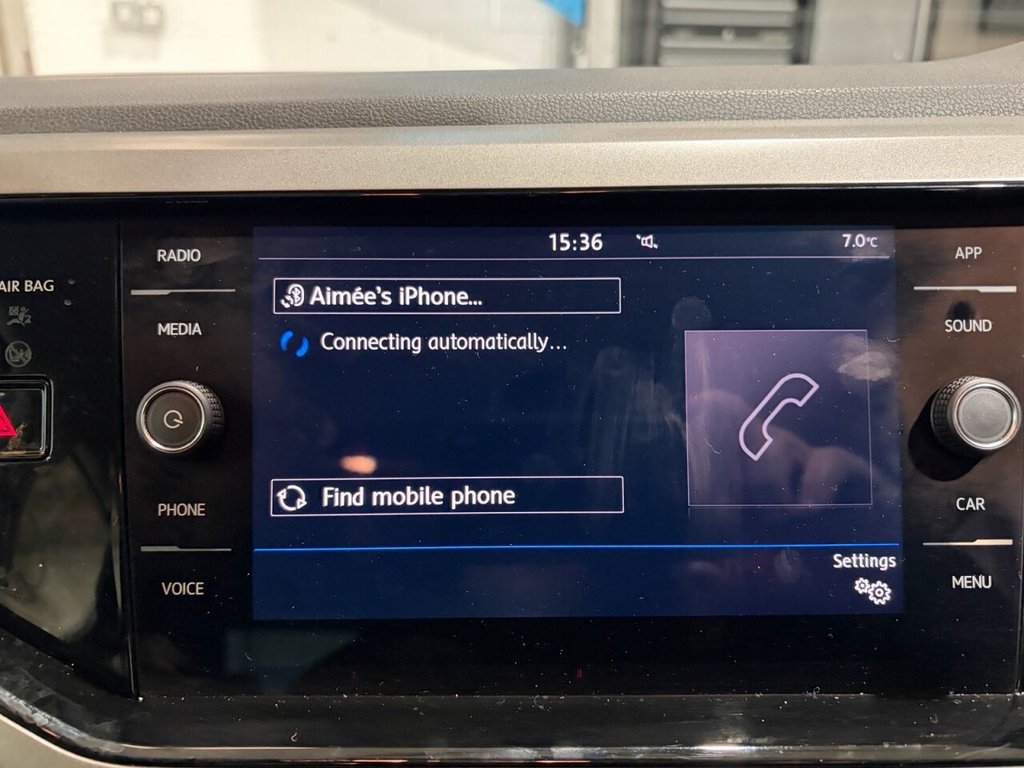 15:36
7.0°C
RADIO
MEDIA
PHONE
VOICE
AIR BAG
Aimée's iPhone...
Connecting automatically...
Find mobile phone
Settings
APP
SOUND
CAR
MENU